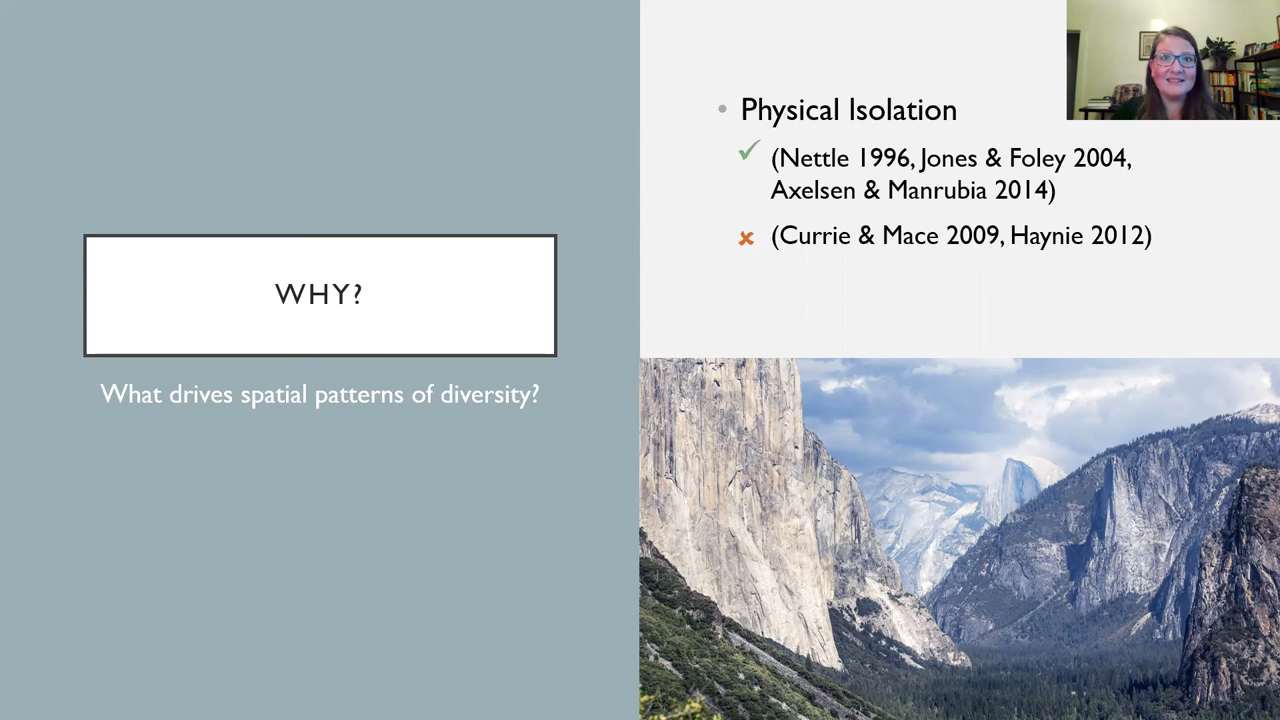 WHY?
What drives spatial patterns of diversity?
• Physical Isolation
✓ (Nettle 1996, Jones & Foley 2004,
Axelsen & Manrubia 2014)
✗ (Currie & Mace 2009, Haynie 2012)